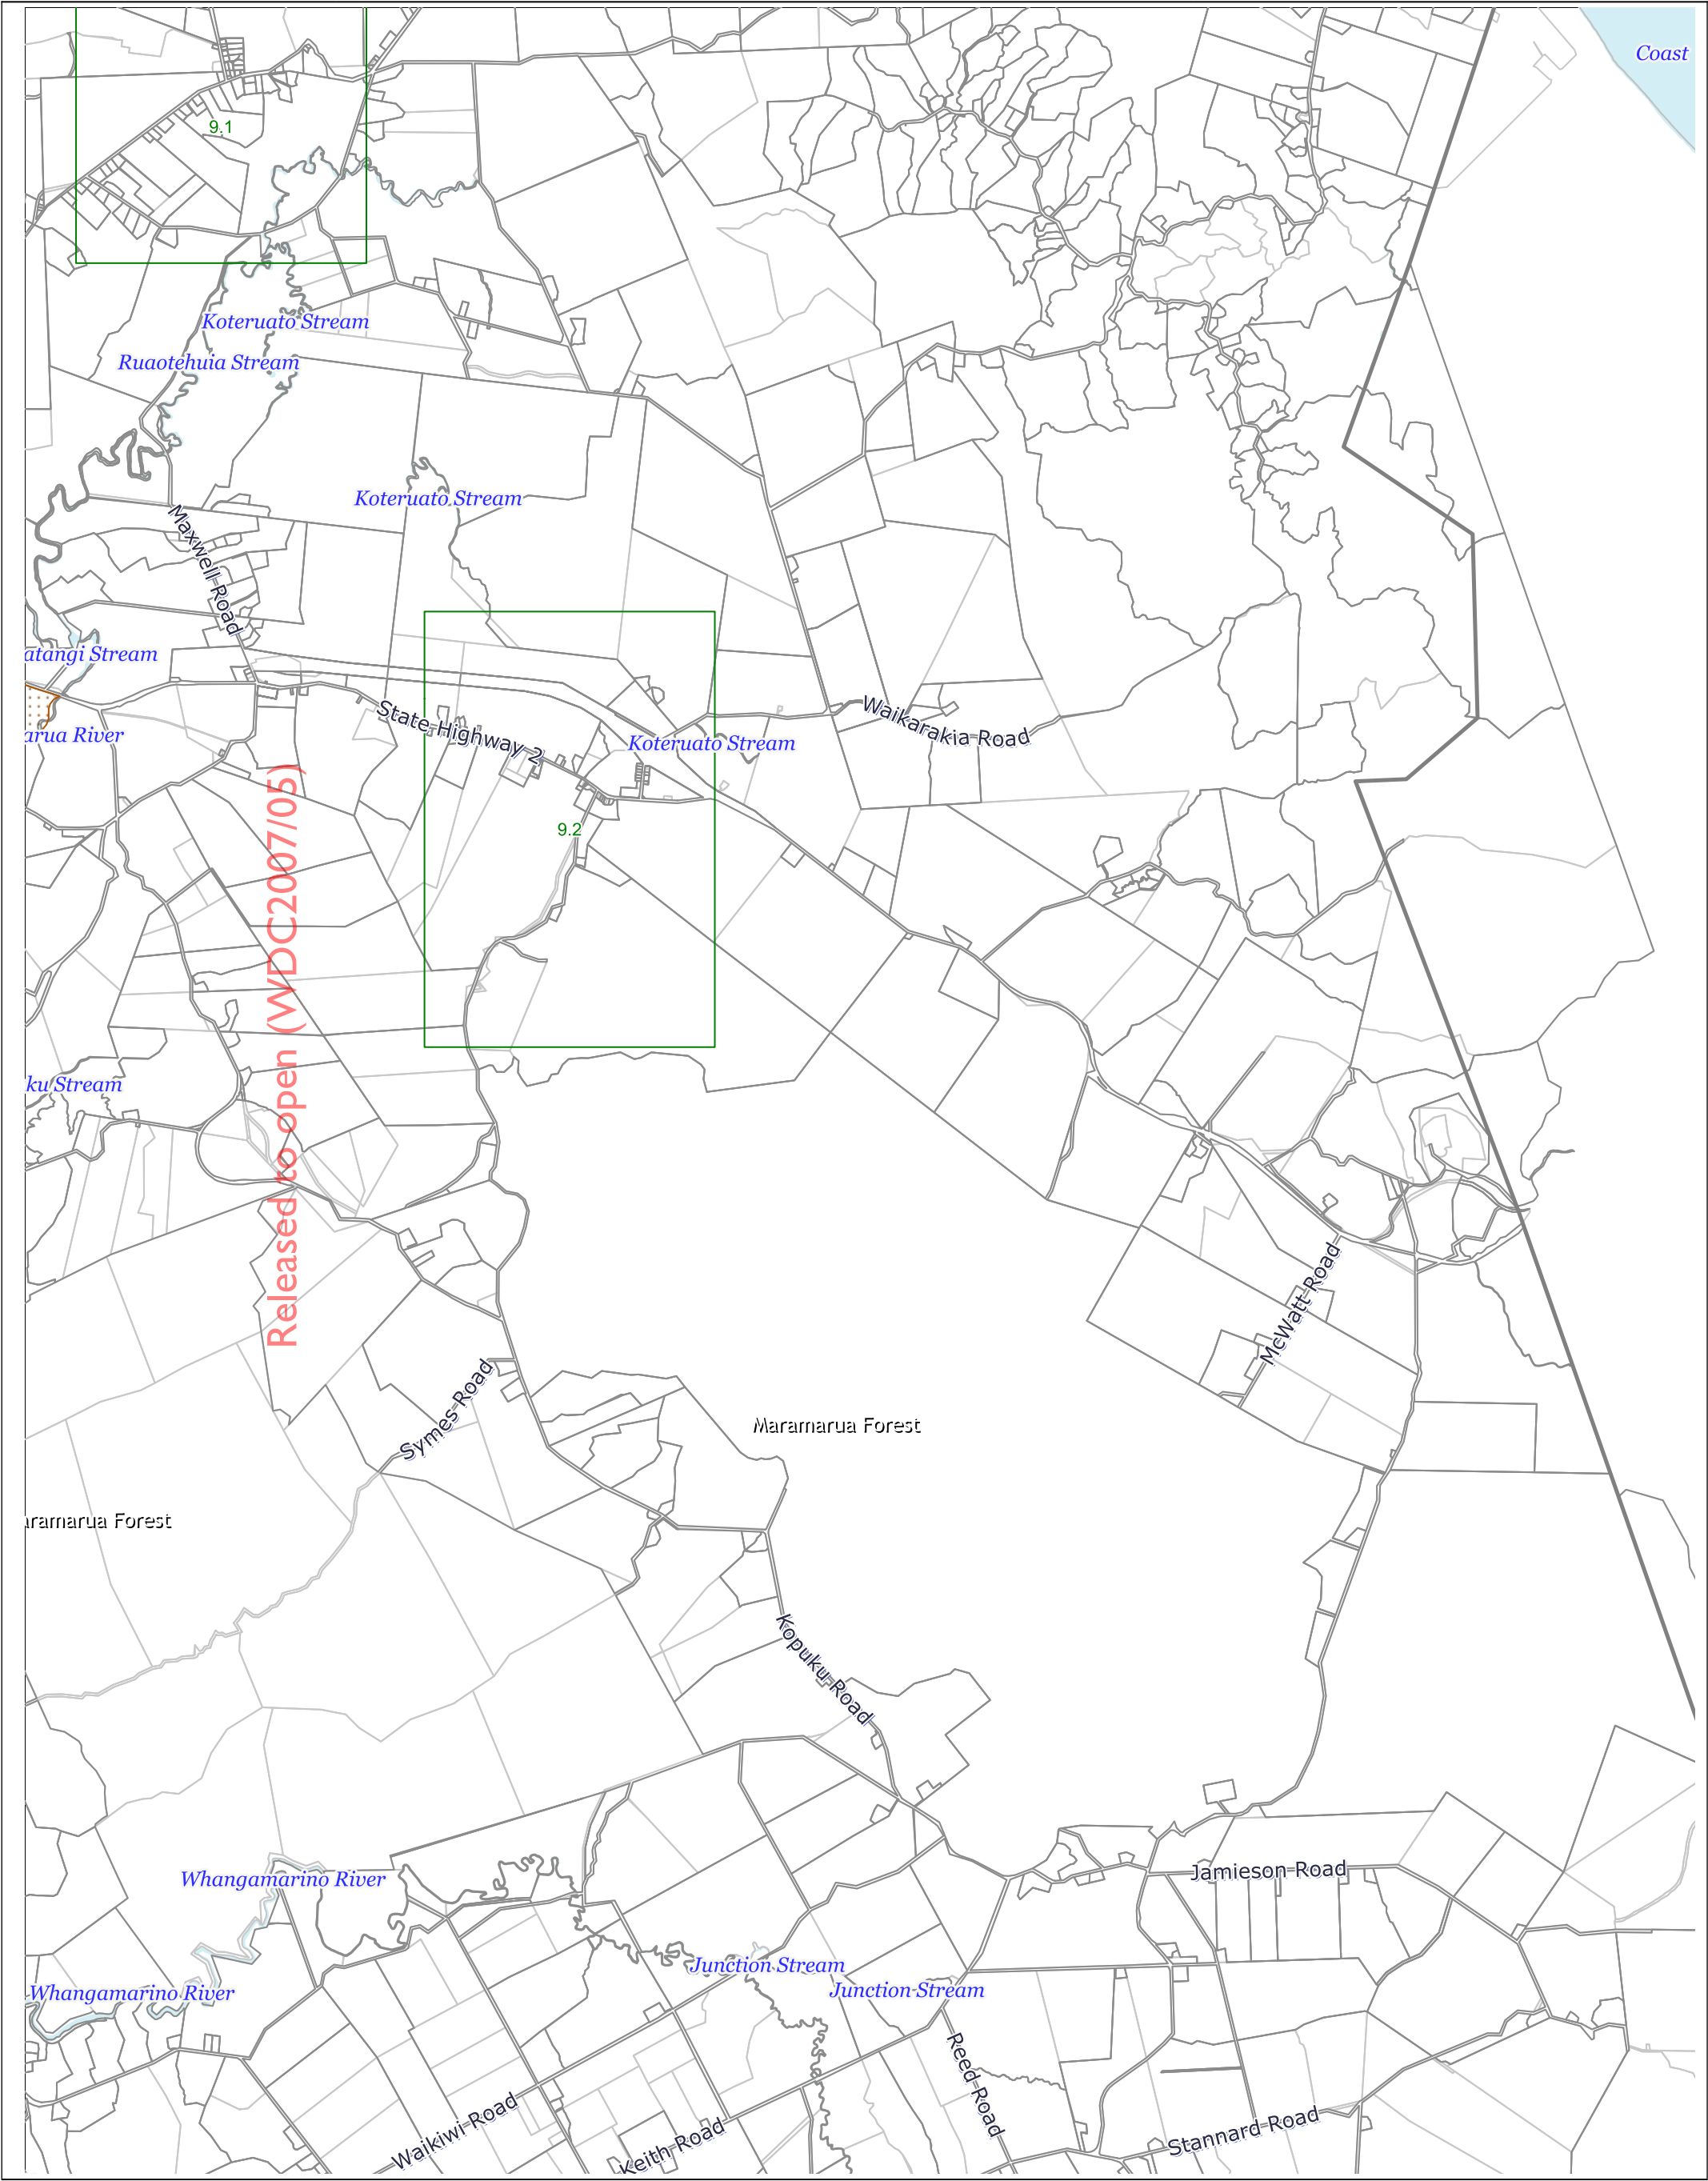 Coast
9.1
Koteruato Stream
Ruaotehuia Stream
Koteruato Stream
Maxwell Road
atangi Stream
State Highway 2
Waikarakia Road
arua River
Koteruato Stream
9.2
Released to open (WDC2007/05)
ku Stream
McWatt Road
Symes Road
Maramarua Forest
aramarua Forest
Kopuku Road
Whangamarino River
Jamieson Road
Junction Stream
Whangamarino River
Junction Stream
Reed Road
Waikiwi Road
Keith Road
Stannard Road